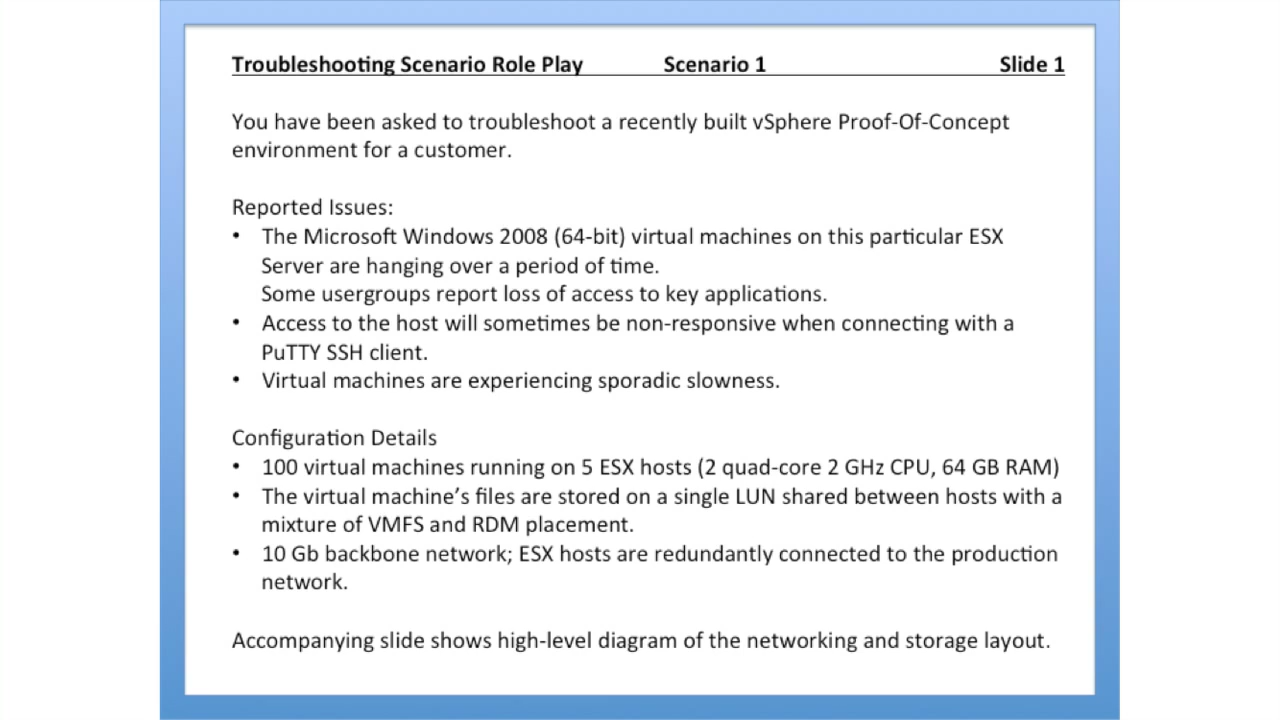 Troubleshooting Scenario Role Play Scenario 1 Slide 1
You have been asked to troubleshoot a recently built vSphere Proof-Of-Concept
environment for a customer.
Reported Issues:
• The Microsoft Windows 2008 (64-bit) virtual machines on this particular ESX
Server are hanging over a period of time.
Some usergroups report loss of access to key applications.
• Access to the host will sometimes be non-responsive when connecting with a
PuTTY SSH client.
• Virtual machines are experiencing sporadic slowness.
Configuration Details
• 100 virtual machines running on 5 ESX hosts (2 quad-core 2 GHz CPU, 64 GB RAM)
• The virtual machine's files are stored on a single LUN shared between hosts with a
mixture of VMFS and RDM placement.
• 10 Gb backbone network; ESX hosts are redundantly connected to the production
network.
Accompanying slide shows high-level diagram of the networking and storage layout.